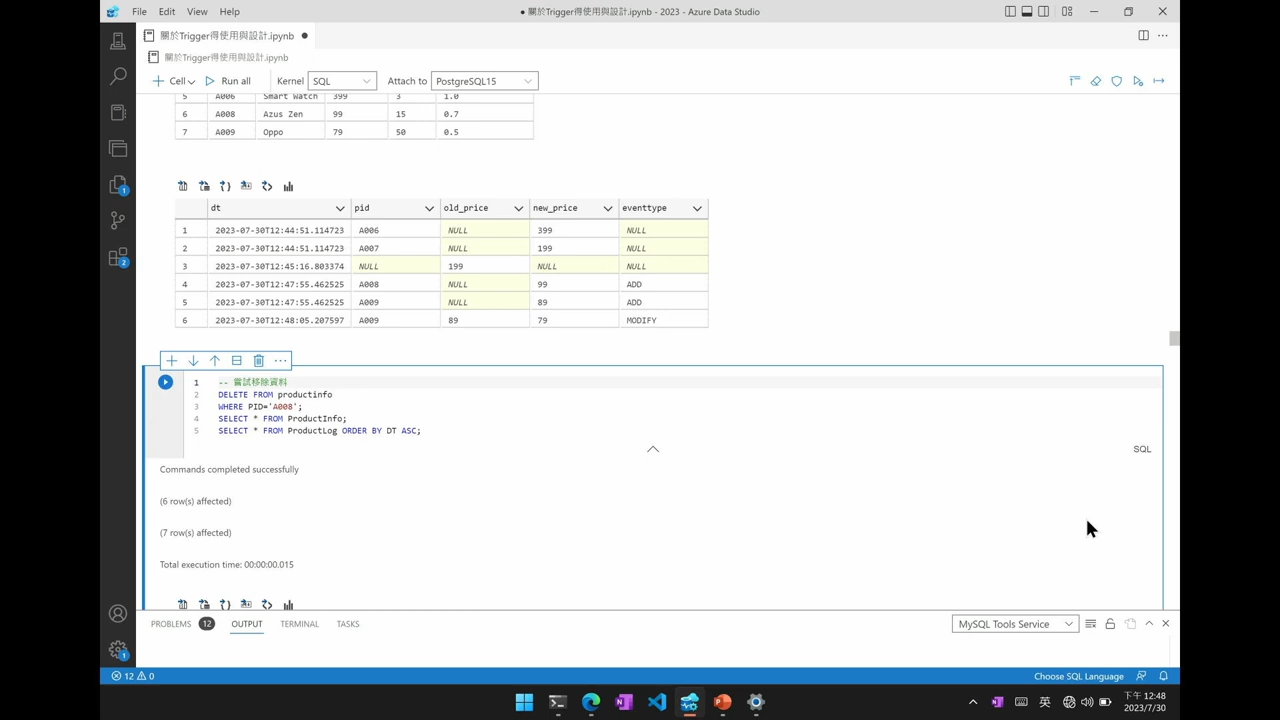 File Edit View Help
● 關於Trigger得使用與設計.ipynb - 2023 - Azure Data Studio
關於Trigger得使用與設計.ipynb ●
關於Trigger得使用與設計.ipynb
Cell Run all Kernel SQL Attach to PostgreSQL15
5 A006 Smart Watch 399 3 1.0
6 A008 Azus Zen 99 15 0.7
7 A009 Oppo 79 50 0.5
dt pid old_price new_price eventtype
1 2023-07-30T12:44:51.114723 A006 NULL 399 NULL
2 2023-07-30T12:44:51.114723 A007 NULL 199 NULL
3 2023-07-30T12:45:16.803374 NULL 199 NULL NULL
4 2023-07-30T12:47:55.462525 A008 NULL 99 ADD
5 2023-07-30T12:47:55.462525 A009 NULL 89 ADD
6 2023-07-30T12:48:05.207597 A009 89 79 MODIFY
1 -- 嘗試移除資料
2 DELETE FROM productinfo
3 WHERE PID='A008';
4 SELECT * FROM ProductInfo;
5 SELECT * FROM ProductLog ORDER BY DT ASC;
SQL
Commands completed successfully
(6 row(s) affected)
(7 row(s) affected)
Total execution time: 00:00:00.015
PROBLEMS 12 OUTPUT TERMINAL TASKS MySQL Tools Service
12 0 Choose SQL Language
英 下午 12:48
2023/7/30
1
2
1